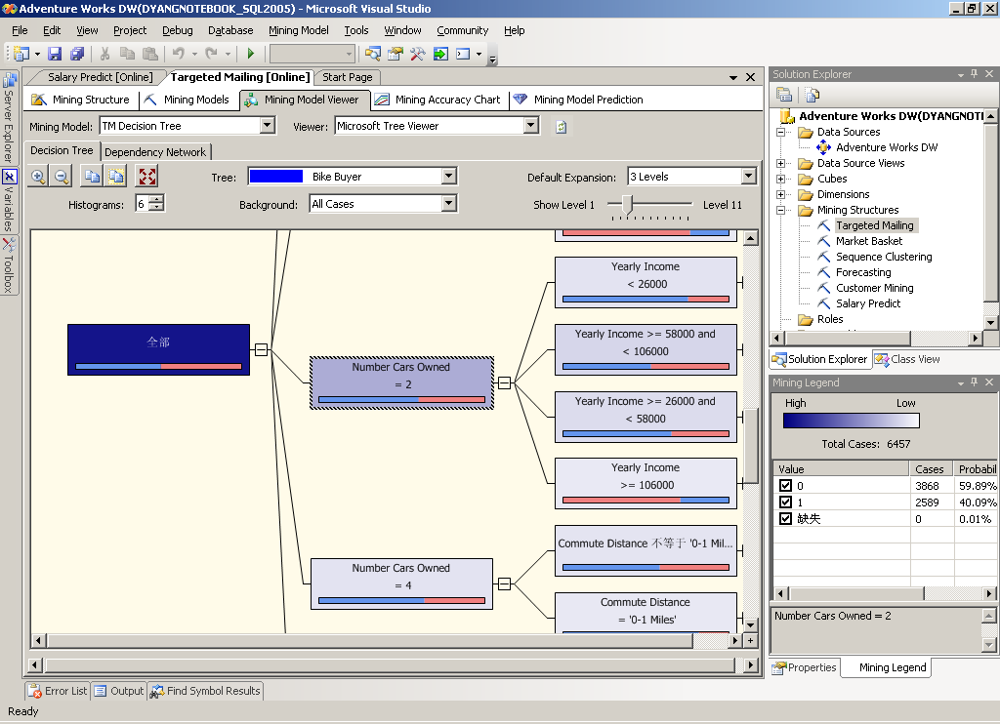 Adventure Works DW(DYANGNOTEBOOK_SQL2005) - Microsoft Visual Studio
File Edit View Project Debug Database Mining Model Tools Window Community Help
Salary Predict [Online] Targeted Mailing [Online] Start Page
Mining Structure Mining Models Mining Model Viewer Mining Accuracy Chart Mining Model Prediction
Mining Model: TM Decision Tree Viewer: Microsoft Tree Viewer
Decision Tree Dependency Network
Tree: Bike Buyer Default Expansion: 3 Levels
Histograms: 6 Background: All Cases Show Level 1 Level 11
Server Explorer
Variables
Toolbox
全部
Number Cars Owned
= 2
Number Cars Owned
= 4
Yearly Income
< 26000
Yearly Income >= 58000 and
< 106000
Yearly Income >= 26000 and
< 58000
Yearly Income
>= 106000
Commute Distance 不等于 '0-1 Mil...
Commute Distance
= '0-1 Miles'
Solution Explorer
Adventure Works DW(DYANGNOTI
Data Sources
Adventure Works DW
Data Source Views
Cubes
Dimensions
Mining Structures
Targeted Mailing
Market Basket
Sequence Clustering
Forecasting
Customer Mining
Salary Predict
Roles
Solution Explorer Class View
Mining Legend
High Low
Total Cases: 6457
Value Cases Probabil
0 3868 59.89%
1 2589 40.09%
缺失 0 0.01%
Number Cars Owned = 2
Properties Mining Legend
Error List Output Find Symbol Results
Ready